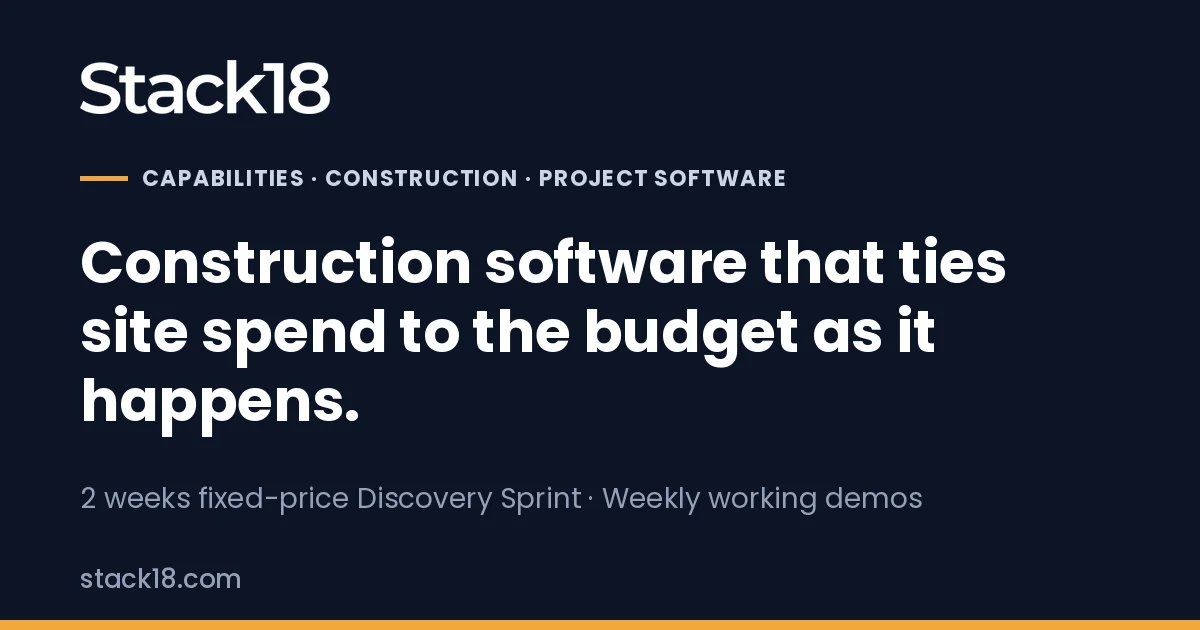 Stack18
CAPABILITIES · CONSTRUCTION · PROJECT SOFTWARE
Construction software that ties
site spend to the budget as it
happens.
2 weeks fixed-price Discovery Sprint · Weekly working demos
stack18.com